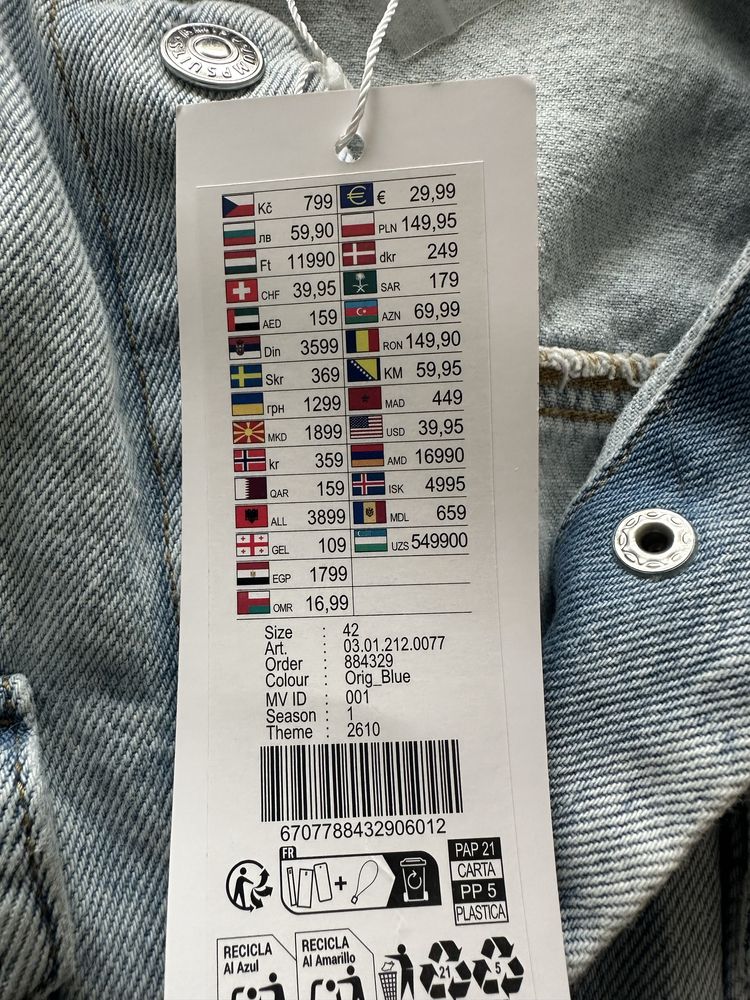 JUMPSUITS
Kč 799 € 29,99
лв 59,90 PLN 149,95
Ft 11990 dkr 249
CHF 39,95 SAR 179
AED 159 AZN 69,99
Din 3599 RON 149,90
Skr 369 KM 59,95
грн 1299 MAD 449
MKD 1899 USD 39,95
kr 359 AMD 16990
QAR 159 ISK 4995
ALL 3899 MDL 659
GEL 109 UZS 549900
EGP 1799
OMR 16,99
Size : 42
Art. : 03.01.212.0077
Order : 884329
Colour : Orig_Blue
MV ID : 001
Season : 1
Theme : 2610
6707788432906012
FR
+
PAP 21
CARTA
PP 5
PLASTICA
RECICLA
Al Azul
RECICLA
Al Amarillo
21
5